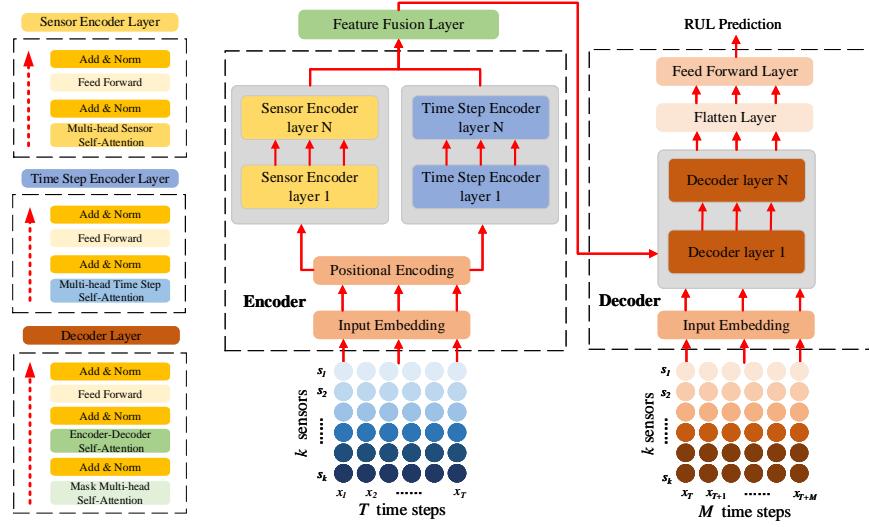 Sensor Encoder Layer
Add & Norm
Feed Forward
Add & Norm
Multi-head Sensor
Self-Attention
Time Step Encoder Layer
Add & Norm
Feed Forward
Add & Norm
Multi-head Time Step
Self-Attention
Decoder Layer
Add & Norm
Feed Forward
Add & Norm
Encoder-Decoder
Self-Attention
Add & Norm
Mask Multi-head
Self-Attention
Feature Fusion Layer
Sensor Encoder
layer N
Time Step Encoder
layer N
Sensor Encoder
layer 1
Time Step Encoder
layer 1
Positional Encoding
Encoder
Input Embedding
s1
s2
k sensors
......
sk
x1 x2 ...... xT
T time steps
RUL Prediction
Feed Forward Layer
Flatten Layer
Decoder layer N
Decoder layer 1
Decoder
Input Embedding
s1
s2
k sensors
......
sk
xT xT+1 ...... xT+M
M time steps